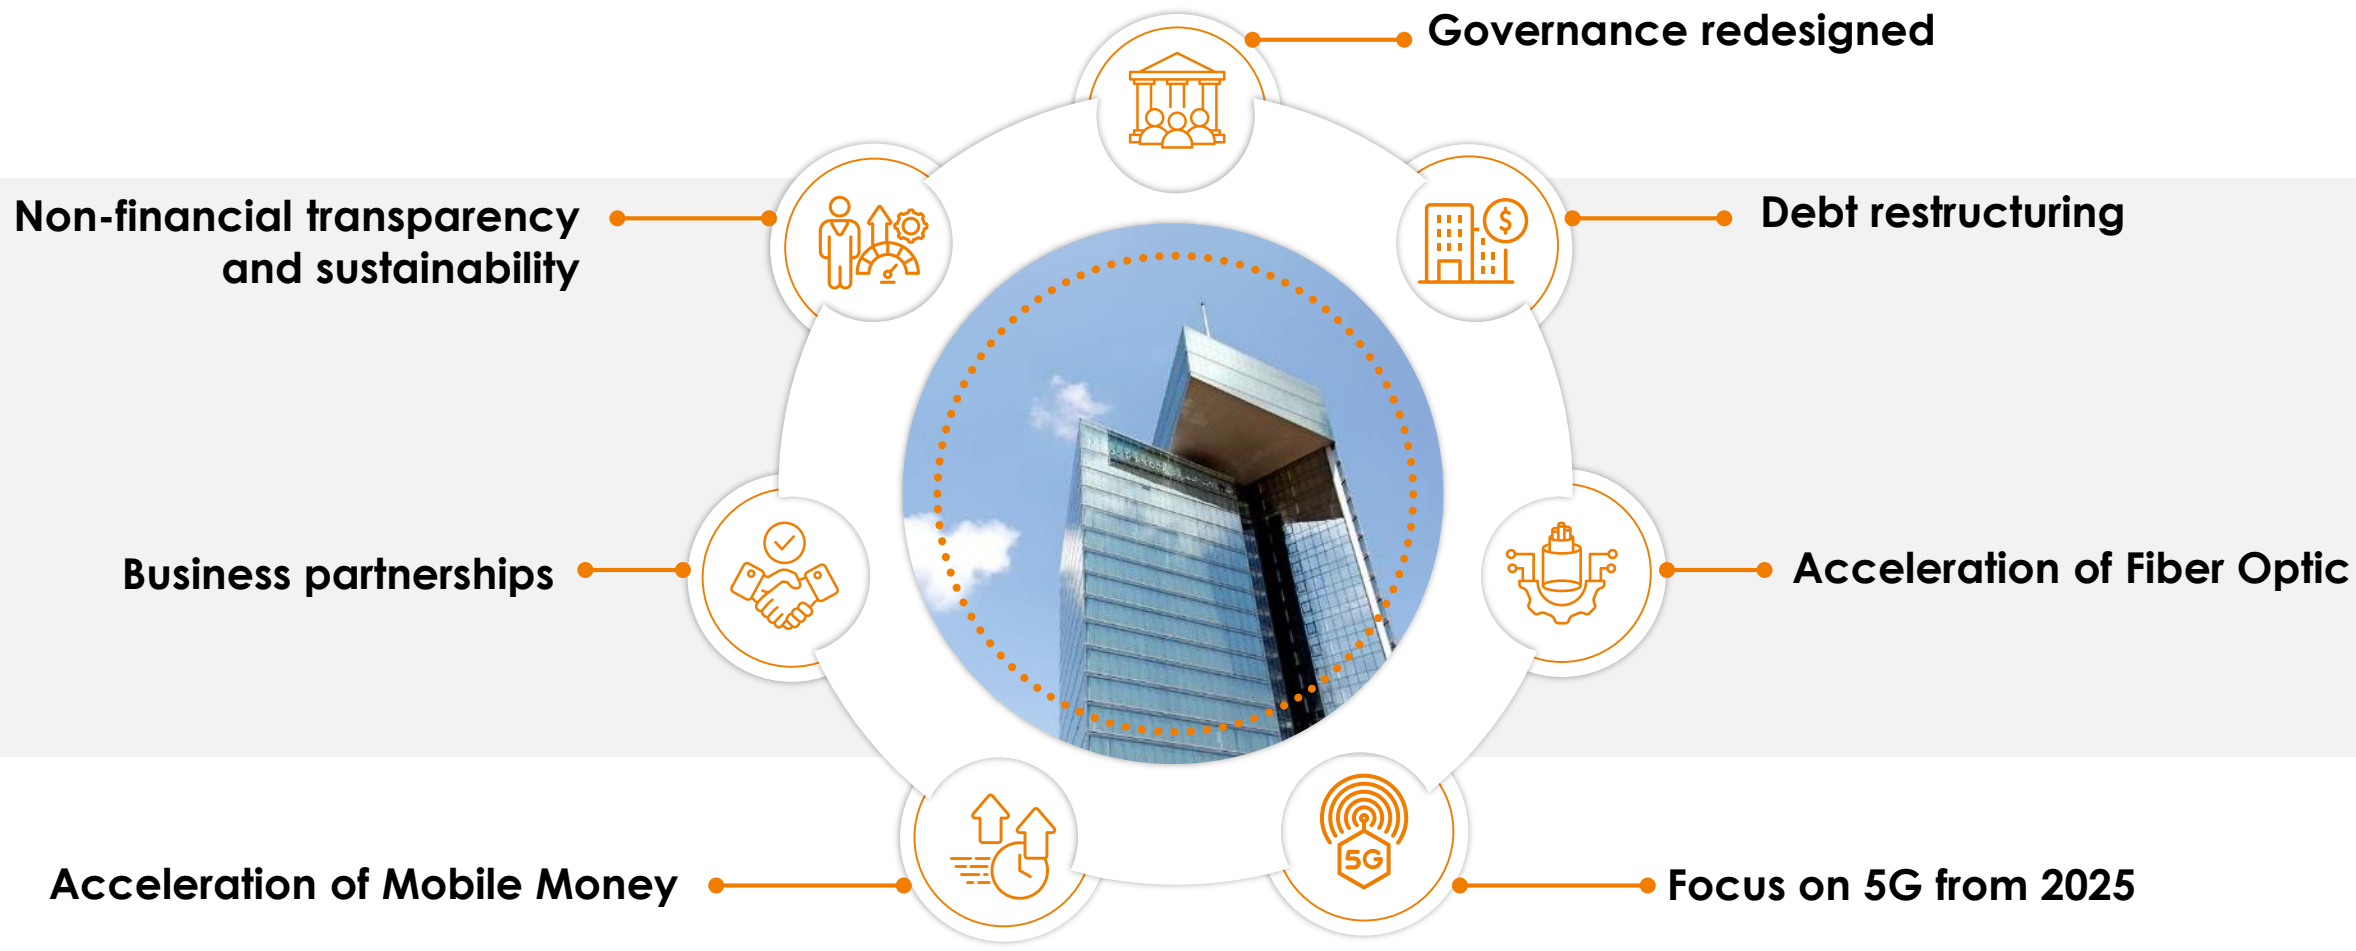 Governance redesigned
Non-financial transparency
and sustainability
Debt restructuring
$
Business partnerships
Acceleration of Fiber Optic
Acceleration of Mobile Money
5G
Focus on 5G from 2025